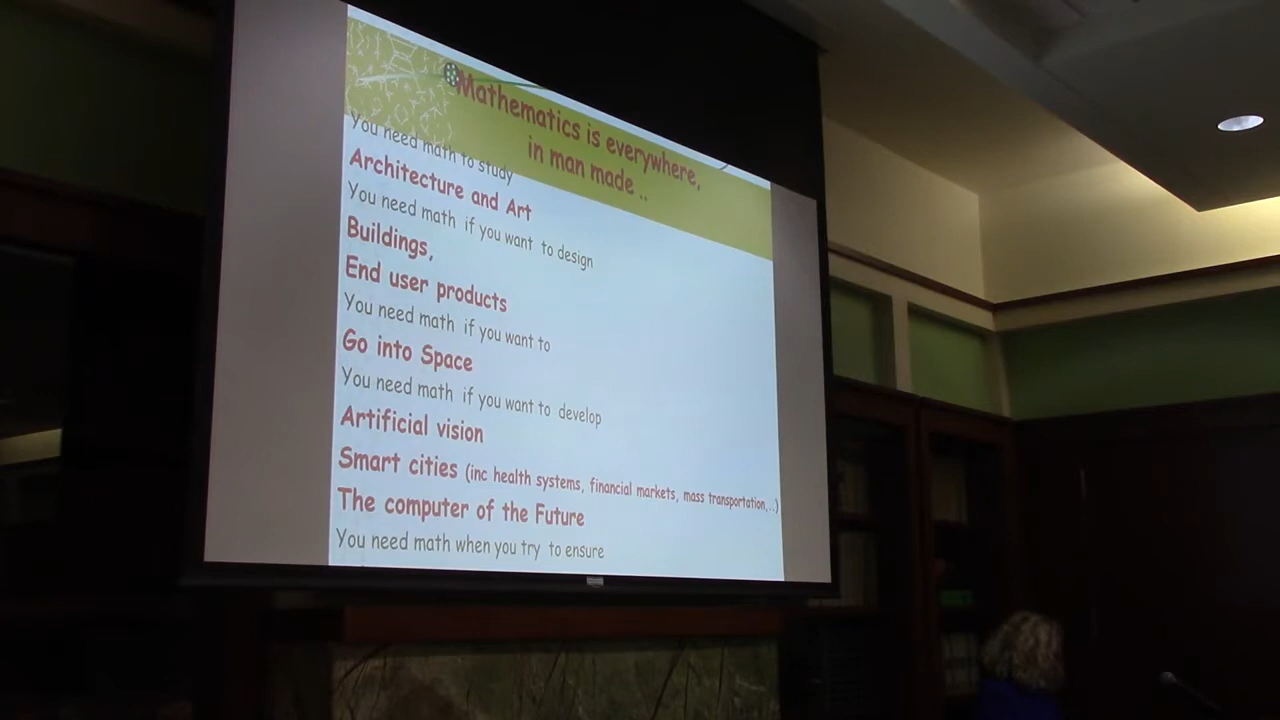 Mathematics is everywhere,
in man made ..
You need math to study
Architecture and Art
You need math if you want to design
Buildings,
End user products
You need math if you want to
Go into Space
You need math if you want to develop
Artificial vision
Smart cities (inc health systems, financial markets, mass transportation,..)
The computer of the Future
You need math when you try to ensure